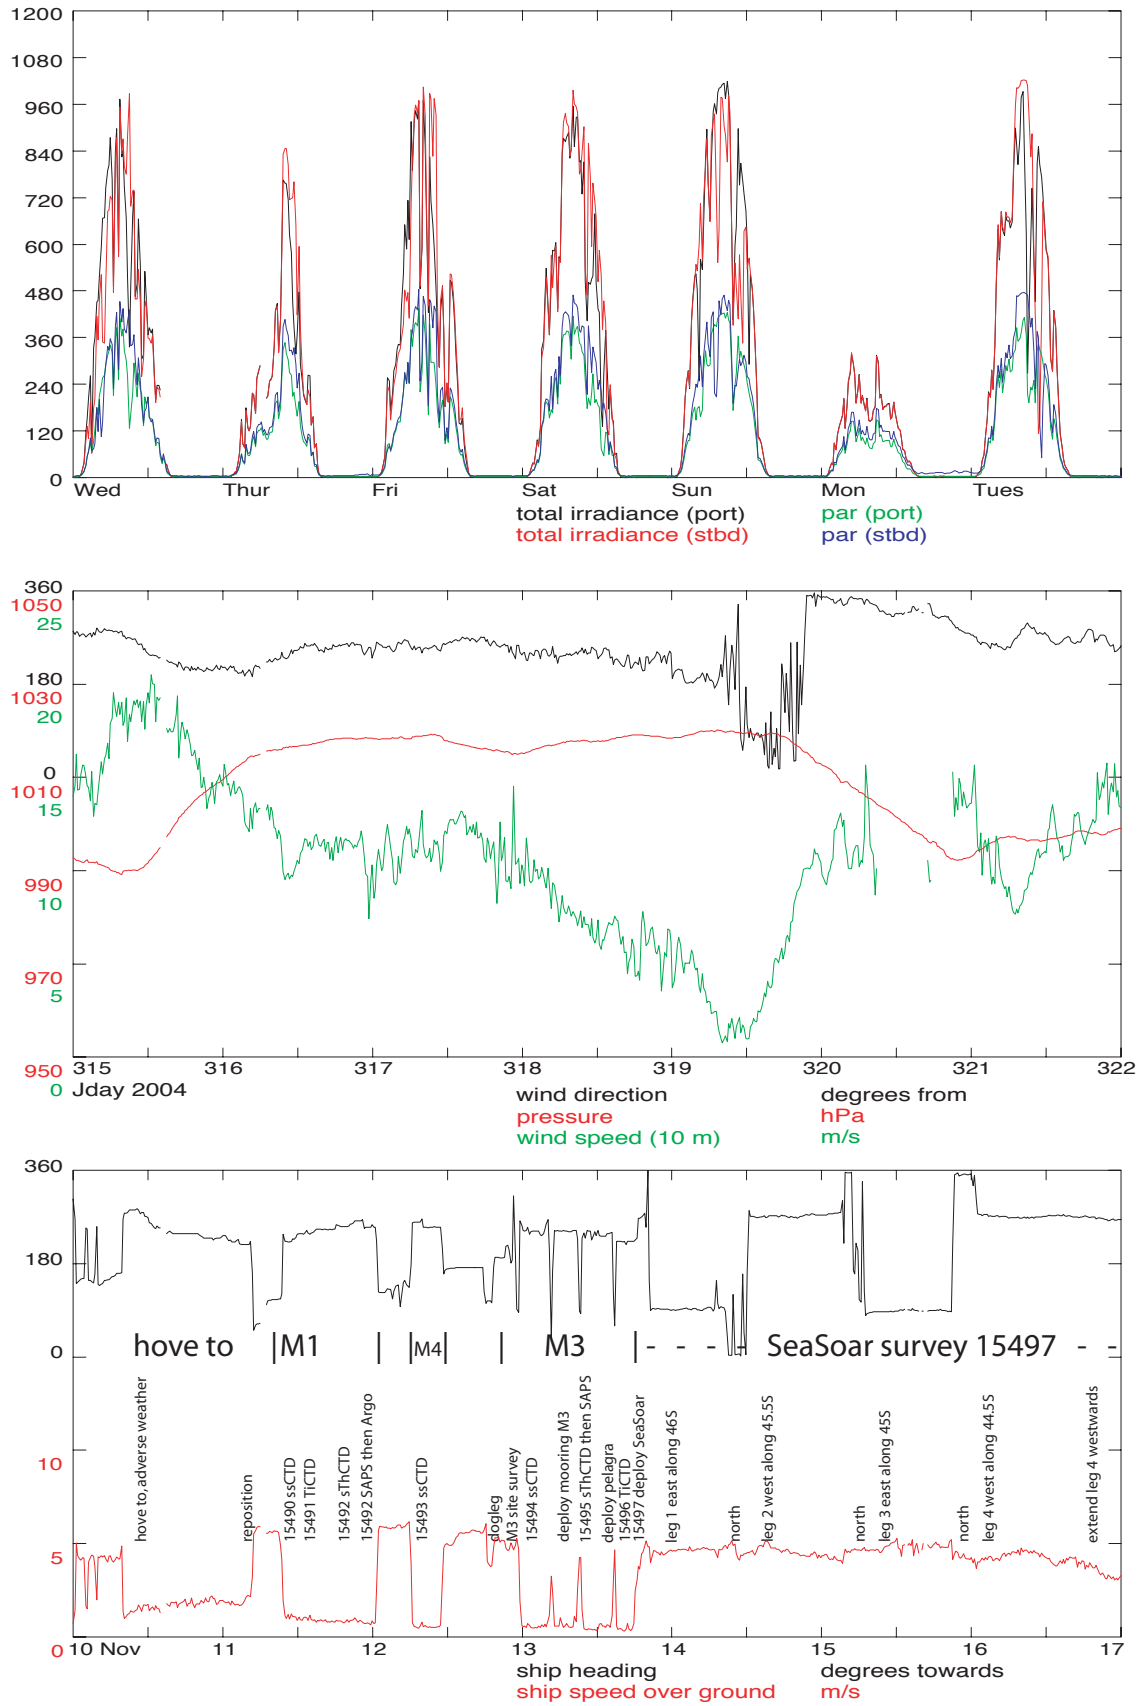 1200
1080
960
840
720
600
480
360
240
120
0
Wed Thur Fri Sat Sun Mon Tues
total irradiance (port) par (port)
total irradiance (stbd) par (stbd)
360
1050
25
180
1030
20
0
1010
15
990
10
970
5
950
0
315 316 317 318 319 320 321 322
Jday 2004
wind direction degrees from
pressure hPa
wind speed (10 m) m/s
360
180
0
10
5
0
hove to | M1 | | M4 | | M3 | - - - - SeaSoar survey 15497 - -
hove to, adverse weather
reposition
15490 ssCTD
15491 TiCTD
15492 sThCTD
15492 SAPS then Argo
15493 ssCTD
dogleg
M3 site survey
15494 ssCTD
deploy mooring M3
15495 sThCTD then SAPS
deploy pelagra
15496 TiCTD
15497 deploy SeaSoar
leg 1 east along 46S
north
leg 2 west along 45.5S
north
leg 3 east along 45S
north
leg 4 west along 44.5S
extend leg 4 westwards
10 Nov 11 12 13 14 15 16 17
ship heading degrees towards
ship speed over ground m/s